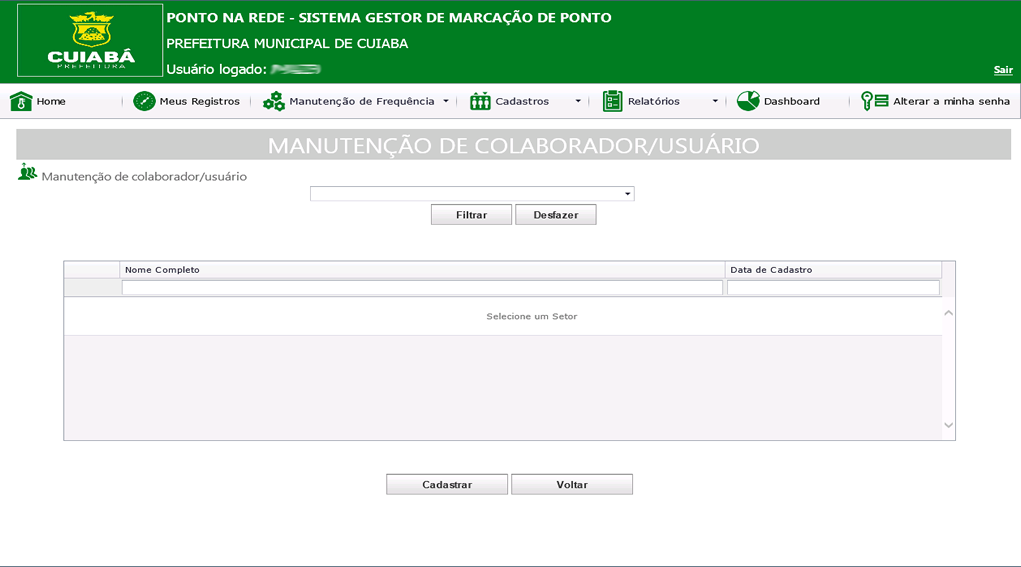 PONTO NA REDE - SISTEMA GESTOR DE MARCAÇÃO DE PONTO
PREFEITURA MUNICIPAL DE CUIABA
CUIABÁ
PREFEITURA
Usuário logado:
Sair
Home Meus Registros Manutenção de Frequência Cadastros Relatórios Dashboard Alterar a minha senha
MANUTENÇÃO DE COLABORADOR/USUÁRIO
Manutenção de colaborador/usuário
Filtrar Desfazer
Nome Completo Data de Cadastro
Selecione um Setor
Cadastrar Voltar